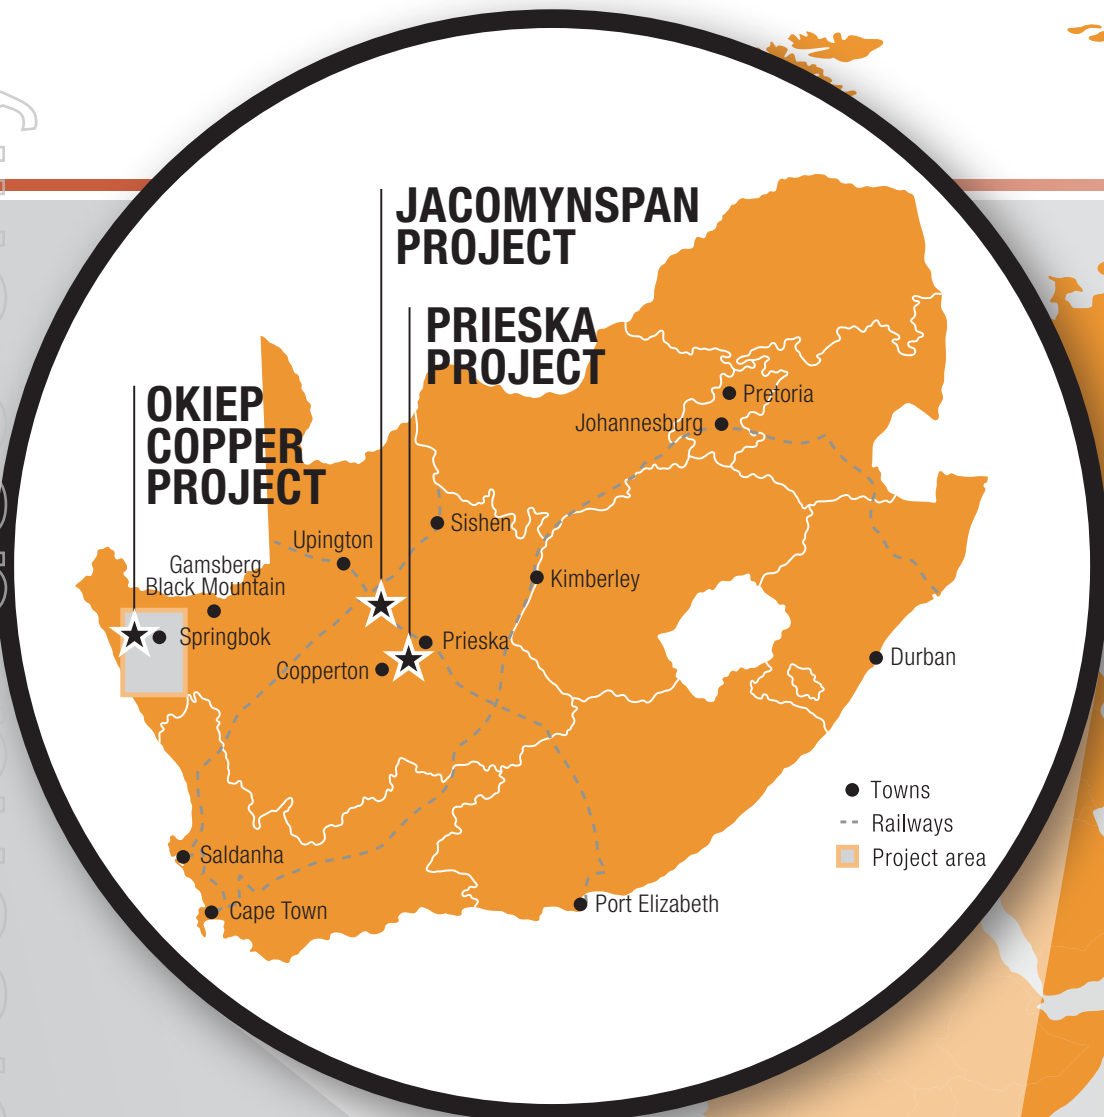 JACOMYNSPAN
PROJECT
PRIESKA
PROJECT
OKIEP
COPPER
PROJECT
Pretoria
Johannesburg
Sishen
Upington
Gamsberg
Black Mountain
Kimberley
Springbok
Prieska
Copperton
Durban
Towns
Railways
Project area
Saldanha
Cape Town
Port Elizabeth